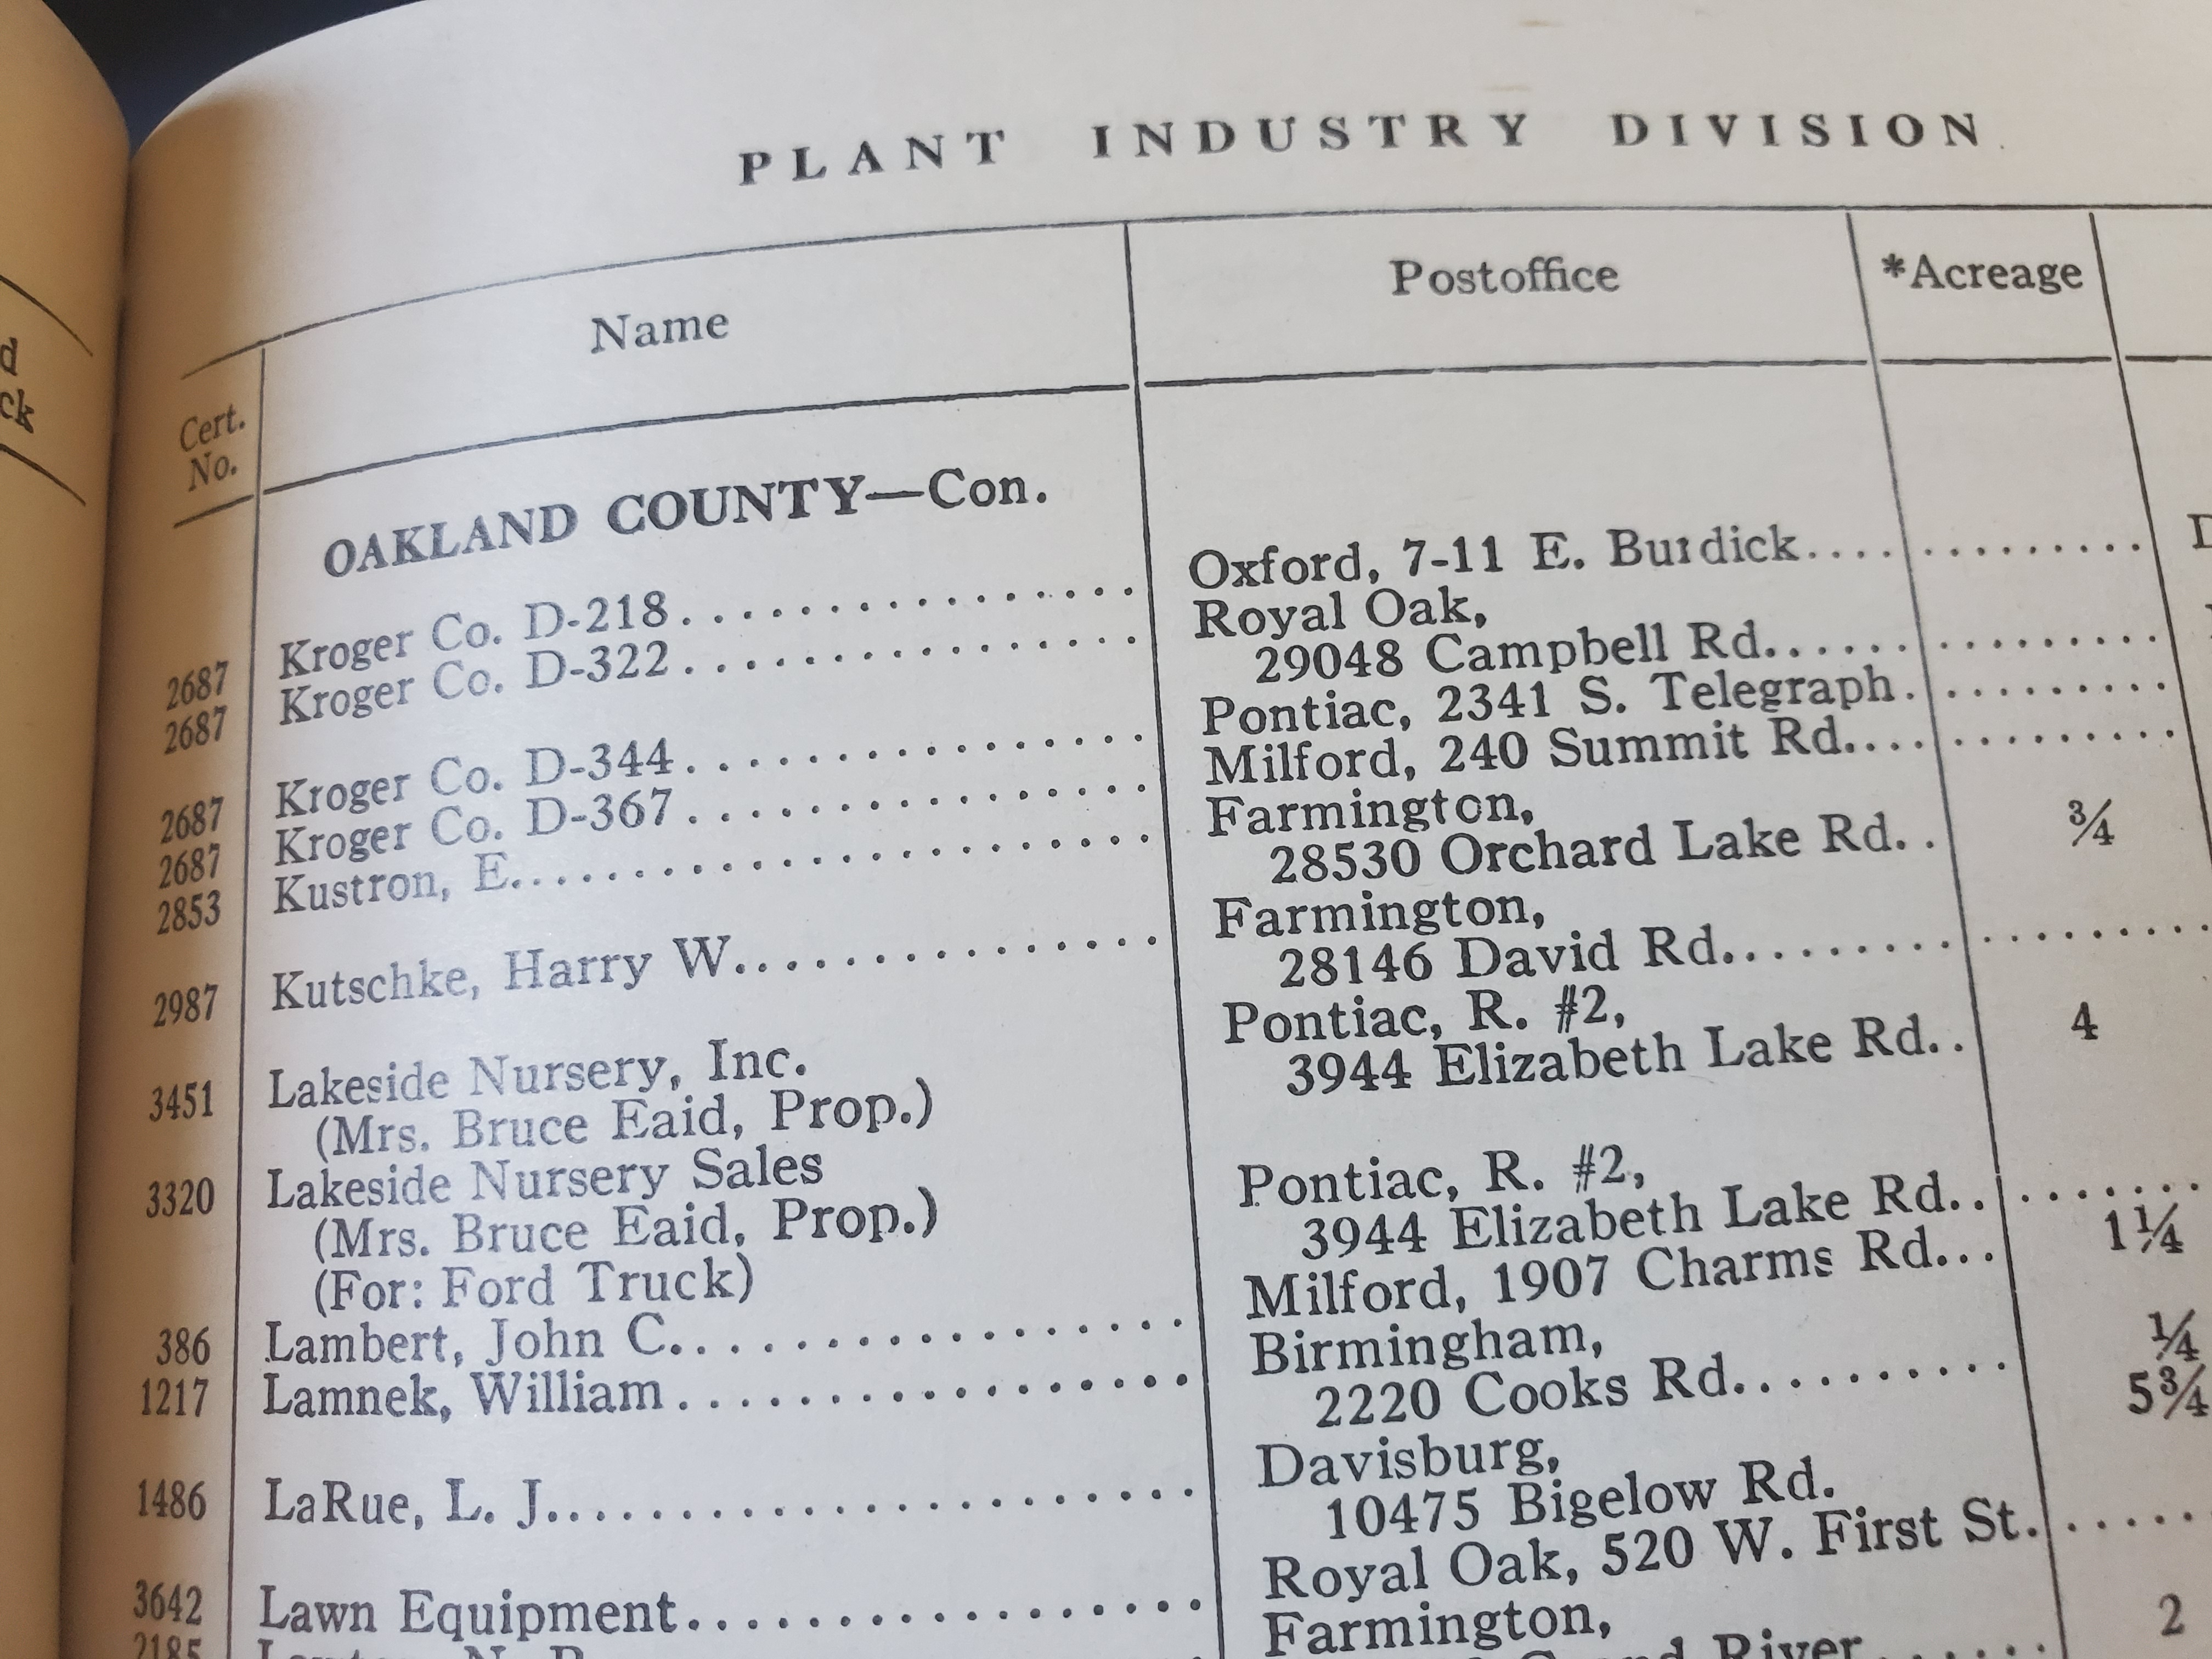 d
ck
PLANT INDUSTRY DIVISION
Cert. No. Name Postoffice *Acreage
OAKLAND COUNTY—Con.
2687 Kroger Co. D-218................ Oxford, 7-11 E. Burdick....
2687 Kroger Co. D-322................ Royal Oak,
29048 Campbell Rd......
2687 Kroger Co. D-344................ Pontiac, 2341 S. Telegraph.
2687 Kroger Co. D-367................ Milford, 240 Summit Rd....
2853 Kustron, E..................... Farmington,
28530 Orchard Lake Rd.. ¾
2987 Kutschke, Harry W............... Farmington,
28146 David Rd.........
3451 Lakeside Nursery, Inc. Pontiac, R. #2,
(Mrs. Bruce Eaid, Prop.) 3944 Elizabeth Lake Rd.. 4
3320 Lakeside Nursery Sales Pontiac, R. #2,
(Mrs. Bruce Eaid, Prop.) 3944 Elizabeth Lake Rd..
(For: Ford Truck)
386 Lambert, John C................. Milford, 1907 Charms Rd... 1¼
1217 Lamnek, William................. Birmingham,
2220 Cooks Rd.......... ¼
1486 LaRue, L. J..................... Davisburg,
10475 Bigelow Rd. 5¾
3642 Lawn Equipment................. Royal Oak, 520 W. First St.
2185 Farmington, 2
River